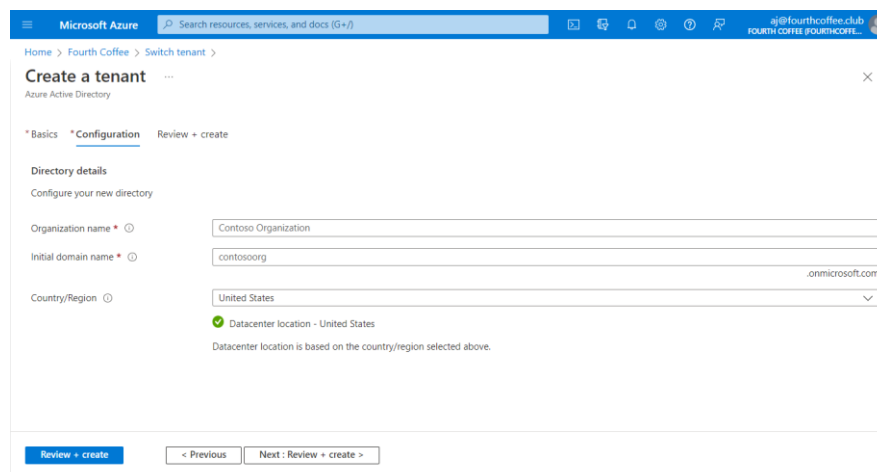 Microsoft Azure
Search resources, services, and docs (G+/)
aj@fourthcoffee.club
FOURTH COFFEE (FOURTHCOFFE...
Home > Fourth Coffee > Switch tenant >
Create a tenant ...
Azure Active Directory
* Basics * Configuration Review + create
Directory details
Configure your new directory
Organization name * Contoso Organization
Initial domain name * contosoorg
.onmicrosoft.com
Country/Region United States
Datacenter location - United States
Datacenter location is based on the country/region selected above.
Review + create < Previous Next : Review + create >